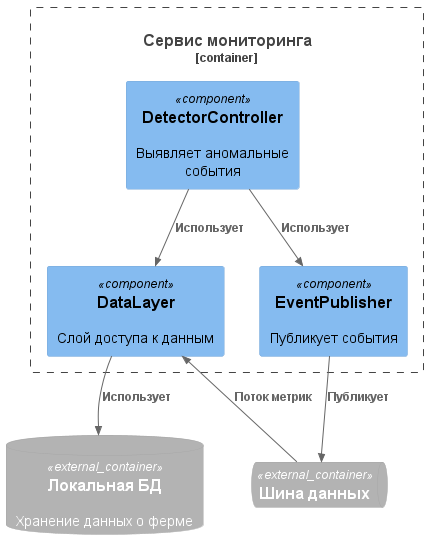 Сервис мониторинга
[container]
«component»
DetectorController
Выявляет аномальные
события
Использует
Использует
«component»
DataLayer
Слой доступа к данным
«component»
EventPublisher
Публикует события
Использует
Поток метрик
Публикует
«external_container»
Локальная БД
Хранение данных о ферме
«external_container»
Шина данных